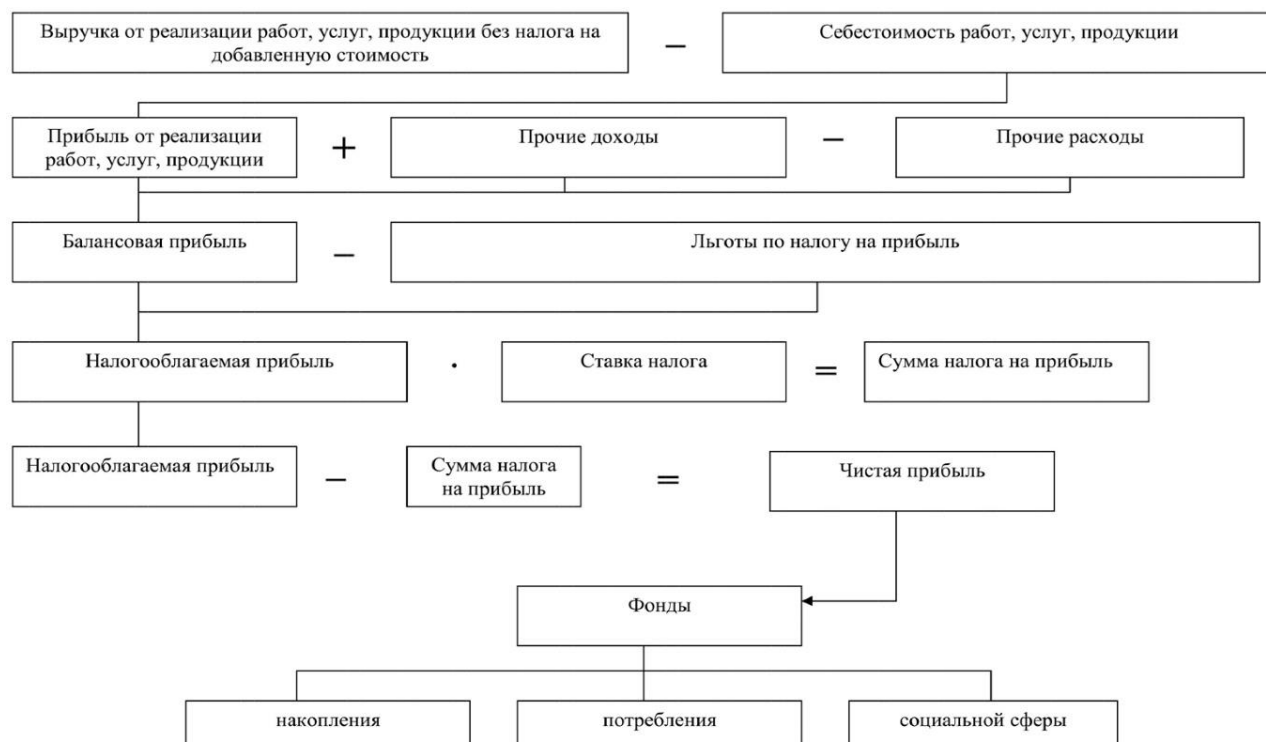 Выручка от реализации работ, услуг, продукции без налога на
добавленную стоимость
−
Себестоимость работ, услуг, продукции
Прибыль от реализации
работ, услуг, продукции
+
Прочие доходы
−
Прочие расходы
Балансовая прибыль
−
Льготы по налогу на прибыль
Налогооблагаемая прибыль
·
Ставка налога
=
Сумма налога на прибыль
Налогооблагаемая прибыль
−
Сумма налога
на прибыль
=
Чистая прибыль
Фонды
накопления
потребления
социальной сферы